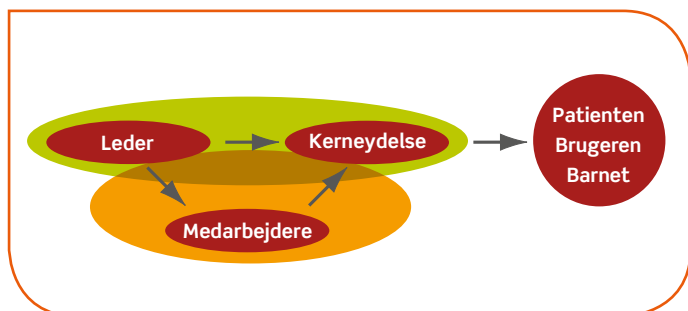 Leder
Kerneydelse
Patienten
Brugeren
Barnet
Medarbejdere